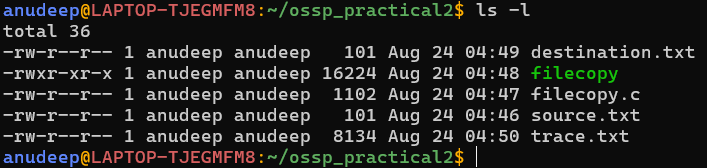 anudeep@LAPTOP-TJEGMFM8:~/ossp_practical2$ ls -l
total 36
-rw-r--r-- 1 anudeep anudeep   101 Aug 24 04:49 destination.txt
-rwxr-xr-x 1 anudeep anudeep 16224 Aug 24 04:48 filecopy
-rw-r--r-- 1 anudeep anudeep  1102 Aug 24 04:47 filecopy.c
-rw-r--r-- 1 anudeep anudeep   101 Aug 24 04:46 source.txt
-rw-r--r-- 1 anudeep anudeep  8134 Aug 24 04:50 trace.txt
anudeep@LAPTOP-TJEGMFM8:~/ossp_practical2$